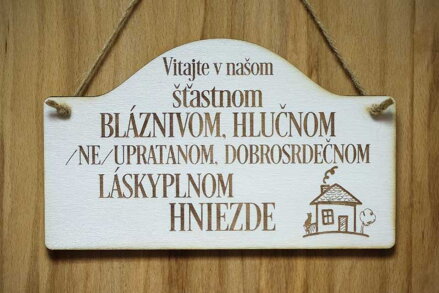 Vitajte v našom
šťastnom
BLÁZNIVOM, HLUČNOM
/NE/UPRATANOM, DOBROSRDEČNOM
LÁSKYPLNOM
HNIEZDE